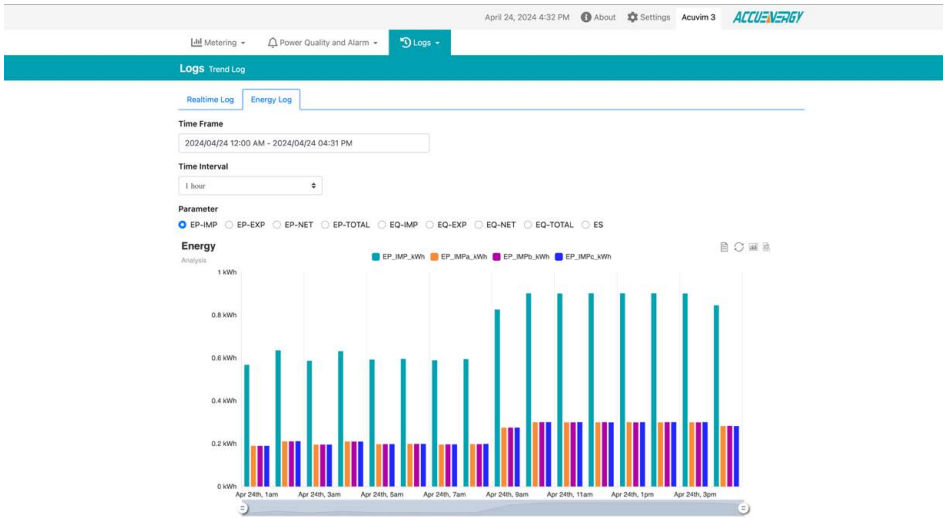 April 24, 2024 4:32 PM About Settings Acuvim 3 ACCUENERGY
Metering Power Quality and Alarm Logs
Logs Trend Log
Realtime Log Energy Log
Time Frame
2024/04/24 12:00 AM - 2024/04/24 04:31 PM
Time Interval
1 hour
Parameter
EP-IMP EP-EXP EP-NET EP-TOTAL EQ-IMP EQ-EXP EQ-NET EQ-TOTAL ES
Energy
Analysis
EP_IMP_kWh EP_IMPa_kWh EP_IMPb_kWh EP_IMPc_kWh
1 kWh
0.8 kWh
0.6 kWh
0.4 kWh
0.2 kWh
0 kWh
Apr 24th, 1am Apr 24th, 3am Apr 24th, 5am Apr 24th, 7am Apr 24th, 9am Apr 24th, 11am Apr 24th, 1pm Apr 24th, 3pm